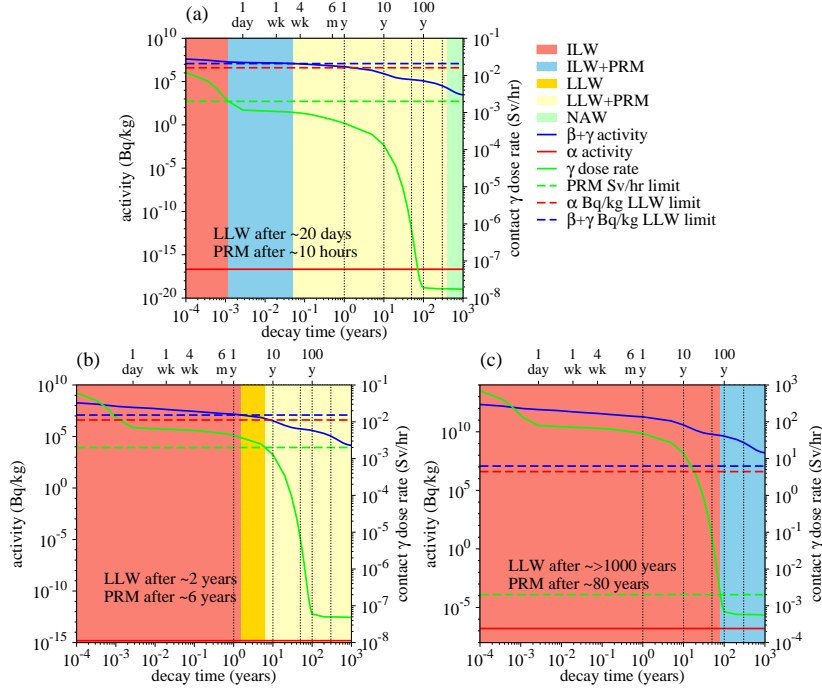 (a)
1 day
1 wk
4 wk
6 m
1 y
10 y
100 y
activity (Bq/kg)
10^10
10^5
10^0
10^-5
10^-10
10^-15
10^-20
contact γ dose rate (Sv/hr)
10^-1
10^-2
10^-3
10^-4
10^-5
10^-6
10^-7
10^-8
LLW after ~20 days
PRM after ~10 hours
10^-4 10^-3 10^-2 10^-1 10^0 10^1 10^2 10^3
decay time (years)
ILW
ILW+PRM
LLW
LLW+PRM
NAW
β+γ activity
α activity
γ dose rate
PRM Sv/hr limit
α Bq/kg LLW limit
β+γ Bq/kg LLW limit
(b)
1 day
1 wk
4 wk
6 m
1 y
10 y
100 y
activity (Bq/kg)
10^10
10^5
10^0
10^-5
10^-10
10^-15
contact γ dose rate (Sv/hr)
10^-1
10^-2
10^-3
10^-4
10^-5
10^-6
10^-7
10^-8
LLW after ~2 years
PRM after ~6 years
10^-4 10^-3 10^-2 10^-1 10^0 10^1 10^2 10^3
decay time (years)
(c)
1 day
1 wk
4 wk
6 m
1 y
10 y
100 y
activity (Bq/kg)
10^10
10^5
10^0
10^-5
contact γ dose rate (Sv/hr)
10^3
10^2
10^1
10^0
10^-1
10^-2
10^-3
10^-4
LLW after ~>1000 years
PRM after ~80 years
10^-4 10^-3 10^-2 10^-1 10^0 10^1 10^2 10^3
decay time (years)